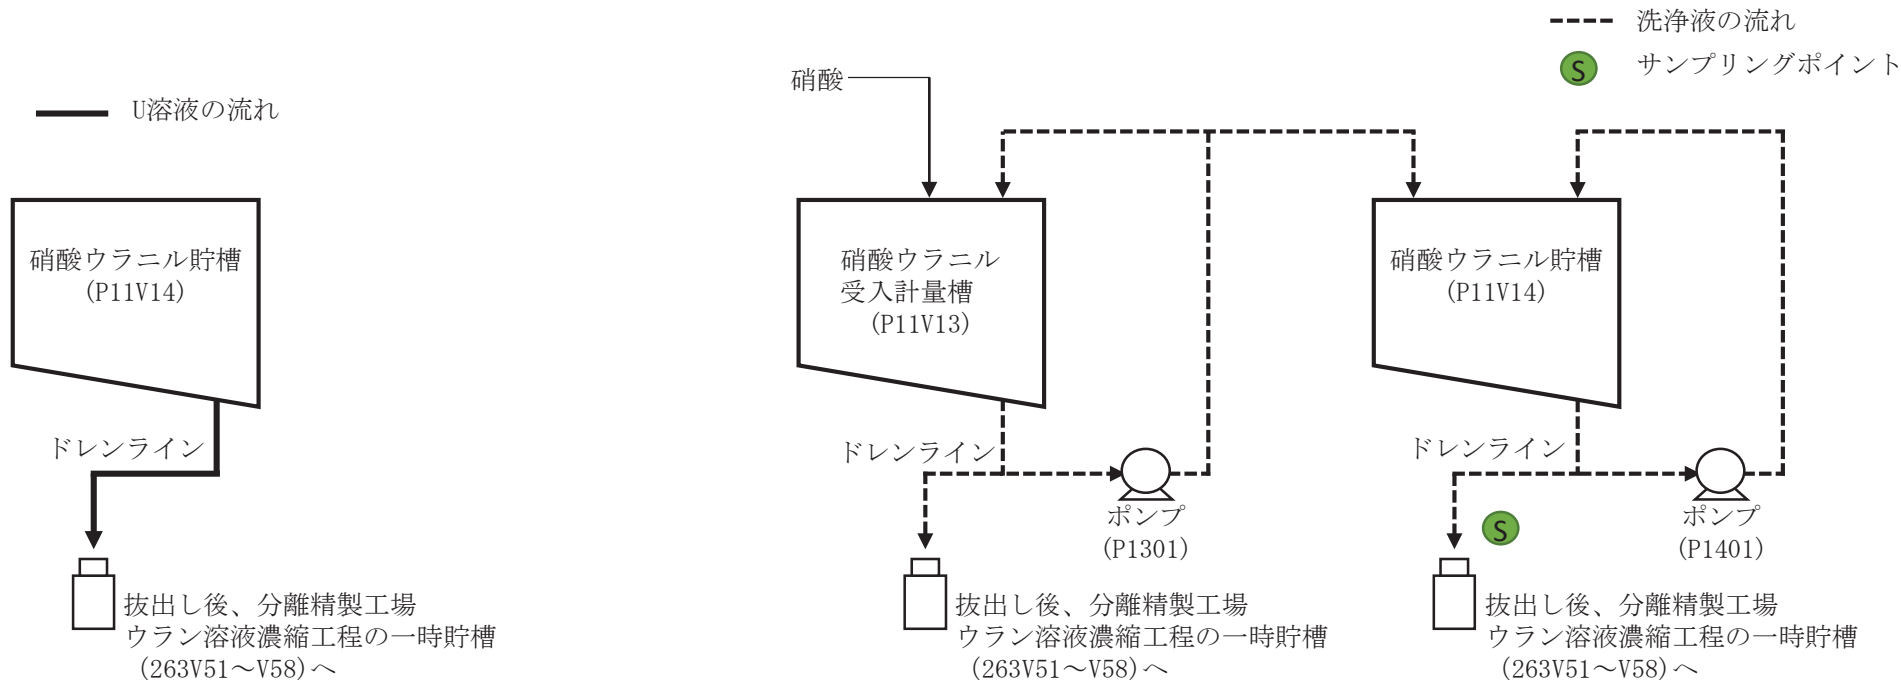 U溶液の流れ
硝酸ウラニル貯槽
(P11V14)
ドレンライン
抜出し後、分離精製工場
ウラン溶液濃縮工程の一時貯槽
(263V51～V58)へ
洗浄液の流れ
S
サンプリングポイント
硝酸
硝酸ウラニル
受入計量槽
(P11V13)
ドレンライン
ポンプ
(P1301)
抜出し後、分離精製工場
ウラン溶液濃縮工程の一時貯槽
(263V51～V58)へ
硝酸ウラニル貯槽
(P11V14)
ドレンライン
S
ポンプ
(P1401)
抜出し後、分離精製工場
ウラン溶液濃縮工程の一時貯槽
(263V51～V58)へ